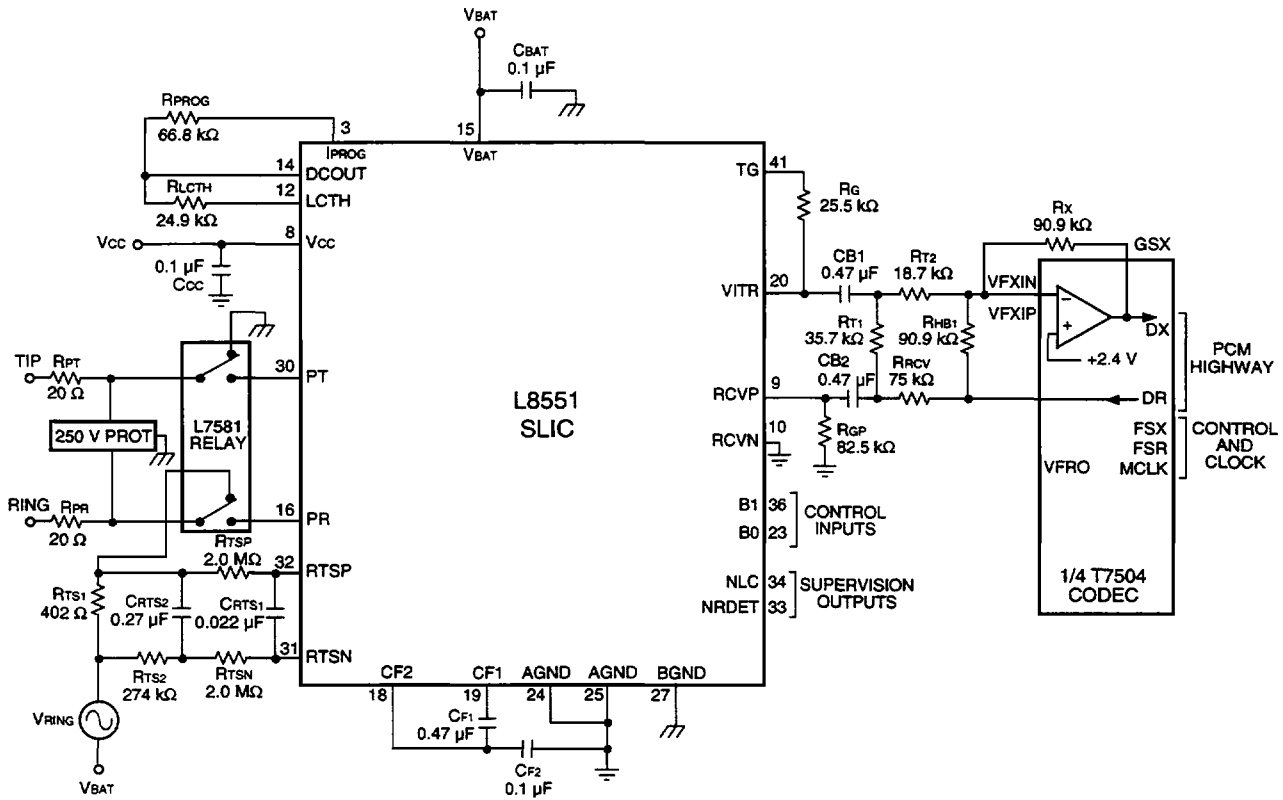 VBAT
CBAT
0.1 µF
RPROG
66.8 kΩ
3
IPROG
15
VBAT
14
DCOUT
12
LCTH
RLCTH
24.9 kΩ
8
VCC
VCC
0.1 µF
CCC
TG
41
RG
25.5 kΩ
RX
90.9 kΩ
GSX
CB1
0.47 µF
RT2
18.7 kΩ
VITR
20
VFXIN
VFXIP
RT1
35.7 kΩ
RHB1
90.9 kΩ
+2.4 V
DX
PCM
HIGHWAY
TIP
RPT
20 Ω
30
PT
CB2
0.47 µF
RRCV
75 kΩ
L8551
SLIC
RCVP
9
DR
L7581
RELAY
250 V PROT
RCVN
10
RGP
82.5 kΩ
FSX
FSR
MCLK
CONTROL
AND
CLOCK
VFRO
RING
RPR
20 Ω
16
PR
B1
36
B0
23
CONTROL
INPUTS
RTSP
2.0 MΩ
32
RTSP
RTS1
402 Ω
CRTS2
0.27 µF
CRTS1
0.022 µF
NLC
34
NRDET
33
SUPERVISION
OUTPUTS
1/4 T7504
CODEC
31
RTSN
RTS2
274 kΩ
RTSN
2.0 MΩ
CF2
18
CF1
19
AGND
24
AGND
25
BGND
27
VRING
CF1
0.47 µF
CF2
0.1 µF
VBAT